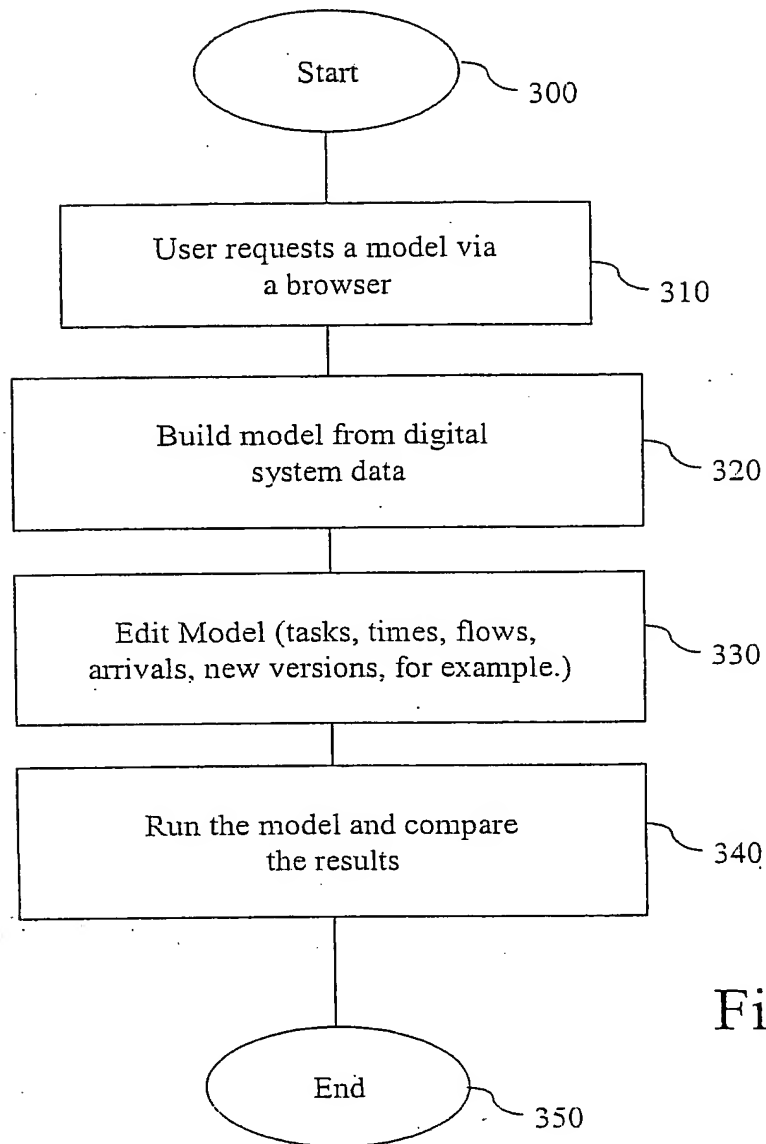 Start
300
User requests a model via
a browser
310
Build model from digital
system data
320
Edit Model (tasks, times, flows,
arrivals, new versions, for example.)
330
Run the model and compare
the results
340
End
350
Fi